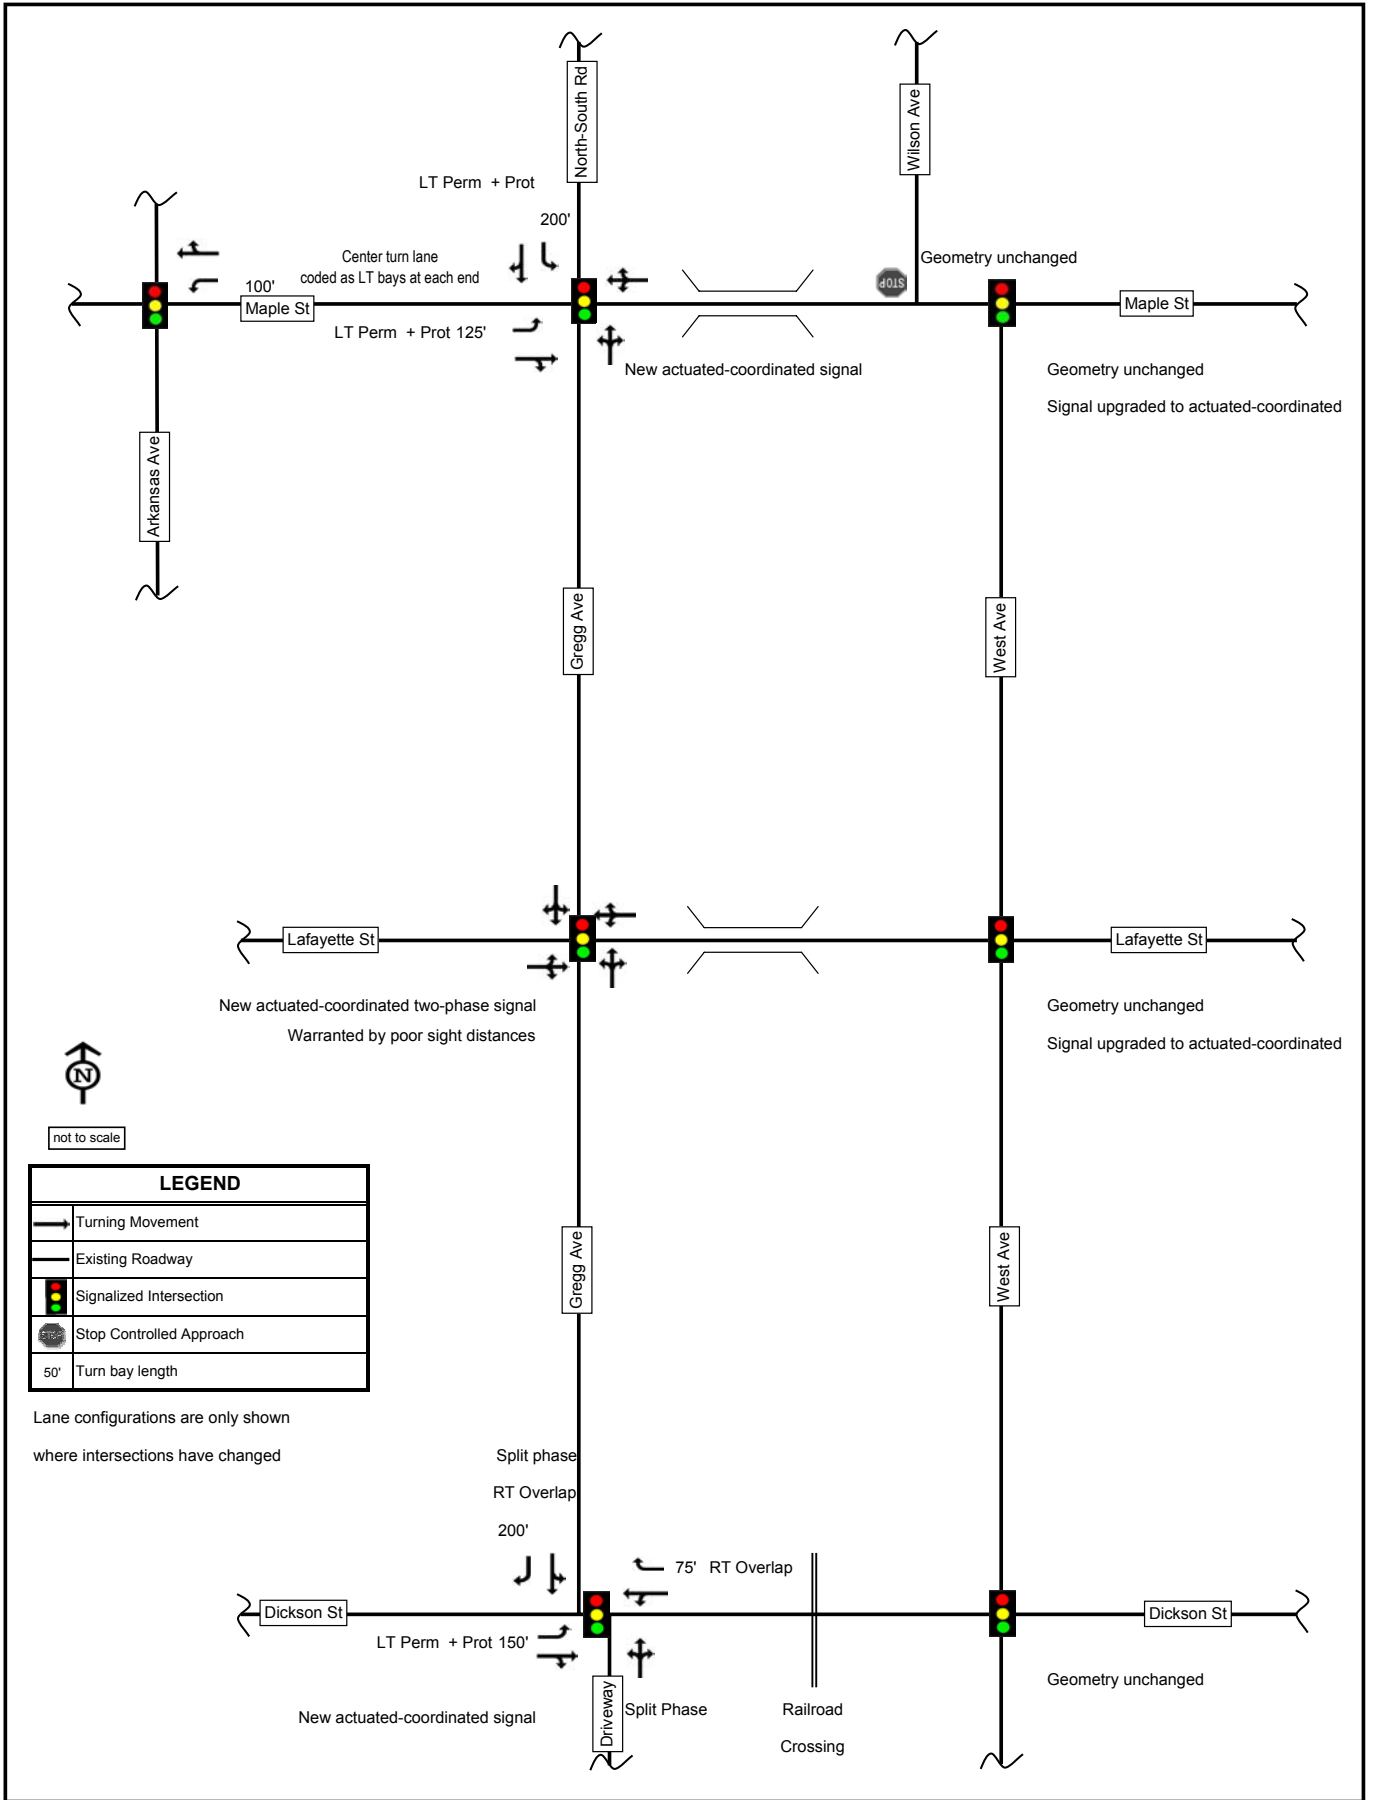 North-South Rd
Wilson Ave
LT Perm + Prot
200'
Center turn lane
coded as LT bays at each end
Geometry unchanged
STOP
100'
Maple St
Maple St
LT Perm + Prot 125'
New actuated-coordinated signal
Geometry unchanged
Signal upgraded to actuated-coordinated
Arkansas Ave
Gregg Ave
West Ave
Lafayette St
Lafayette St
New actuated-coordinated two-phase signal
Warranted by poor sight distances
Geometry unchanged
Signal upgraded to actuated-coordinated
N
not to scale
LEGEND
Turning Movement
Existing Roadway
Signalized Intersection
STOP Stop Controlled Approach
50' Turn bay length
Lane configurations are only shown
where intersections have changed
Gregg Ave
West Ave
Split phase
RT Overlap
200'
75' RT Overlap
Dickson St
Dickson St
LT Perm + Prot 150'
New actuated-coordinated signal
Driveway
Split Phase
Railroad
Crossing
Geometry unchanged